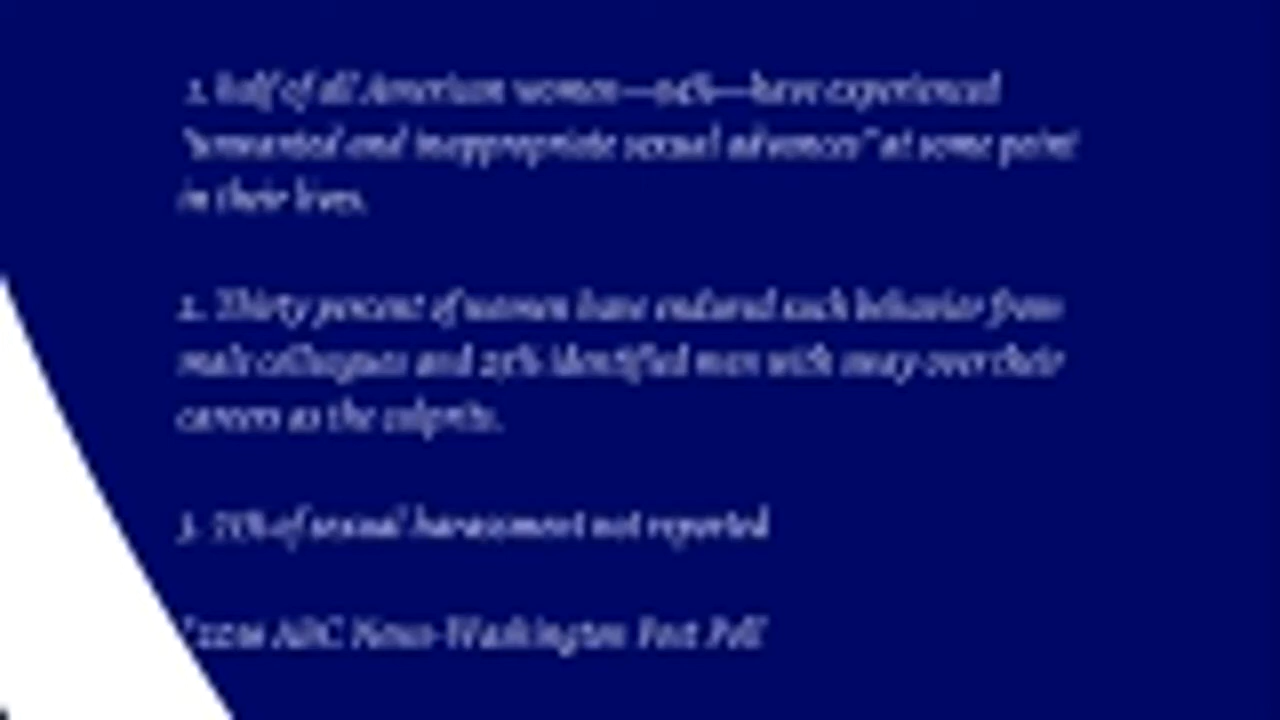 1. half of all American women—54%—have experienced
"unwanted and inappropriate sexual advances" at some point
in their lives.
2. Thirty percent of women have endured such behavior from
male colleagues and 25% identified men with sway over their
careers as the culprits.
3. of sexual harassment not reported
ABC News-Washington Post Poll